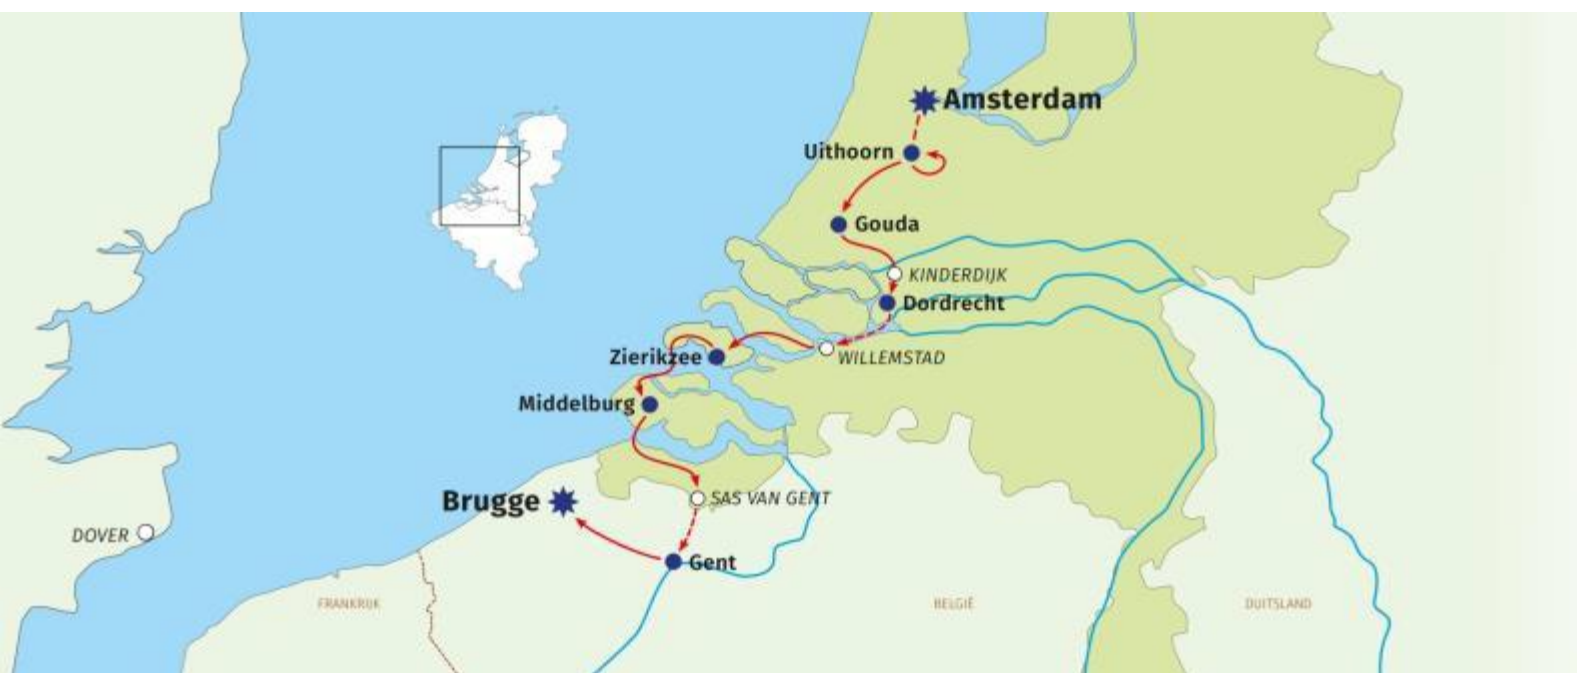 Amsterdam
Uithoorn
Gouda
KINDERDIJK
Dordrecht
Zierikzee
WILLEMSTAD
Middelburg
Brugge
SAS VAN GENT
DOVER
Gent
FRANKRIJK
BELGIË
DUITSLAND